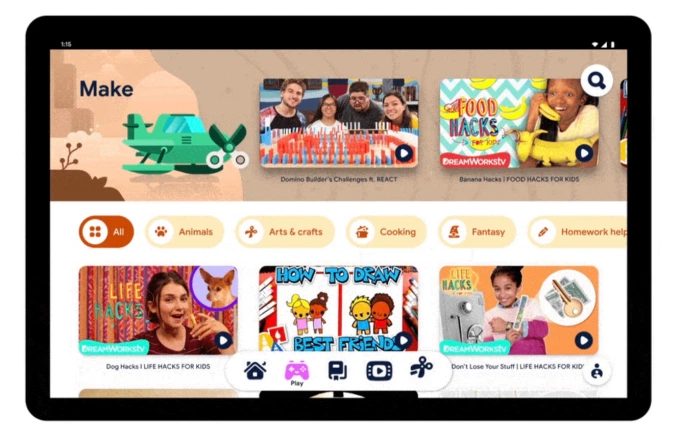 1:15
Make
FOOD
HACKS
FOR KIDS
DREAMWORKStv
Domino Builder's Challenges ft. REACT
Banana Hacks | FOOD HACKS FOR KIDS
All
Animals
Arts & crafts
Cooking
Fantasy
Homework help
LIFE
HACKS
DREAMWORKStv
HOW-TO DRAW
BEST FRIENDS
LIFE
HACKS
DREAMWORKStv
Dog Hacks I LIFE HACKS FOR KIDS
Don't Lose Your Stuff | LIFE HACKS FOR KID
Play